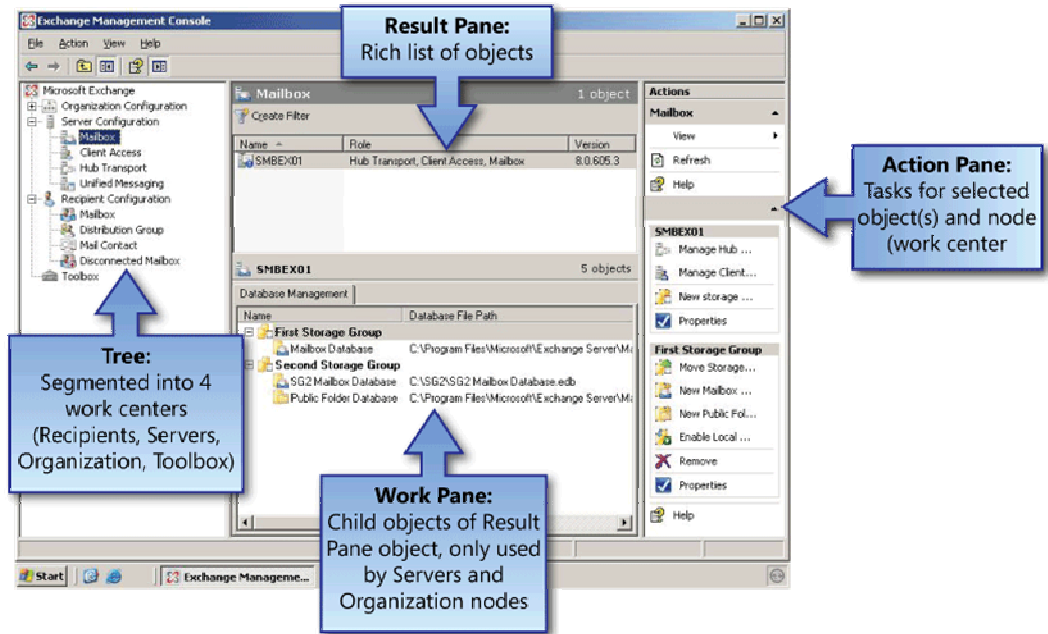 Exchange Management Console
File Action View Help
Result Pane:
Rich list of objects
Microsoft Exchange
Organization Configuration
Server Configuration
Mailbox
Client Access
Hub Transport
Unified Messaging
Recipient Configuration
Mailbox
Distribution Group
Mail Contact
Disconnected Mailbox
Toolbox
Mailbox 1 object
Create Filter
Name Role Version
SMBEX01 Hub Transport, Client Access, Mailbox 8.0.605.3
SMBEX01 5 objects
Database Management
Name Database File Path
First Storage Group
Mailbox Database C:\Program Files\Microsoft\Exchange Server\Ma
Second Storage Group
SG2 Mailbox Database C:\SG2\SG2 Mailbox Database.edb
Public Folder Database C:\Program Files\Microsoft\Exchange Server\Ma
Actions
Mailbox
View
Refresh
Help
SMBEX01
Manage Hub ...
Manage Client...
New storage ...
Properties
First Storage Group
Move Storage...
New Mailbox ...
New Public Fol...
Enable Local ...
Remove
Properties
Help
Action Pane:
Tasks for selected
object(s) and node
(work center
Tree:
Segmented into 4
work centers
(Recipients, Servers,
Organization, Toolbox)
Work Pane:
Child objects of Result
Pane object, only used
by Servers and
Organization nodes
Start Exchange Manageme...